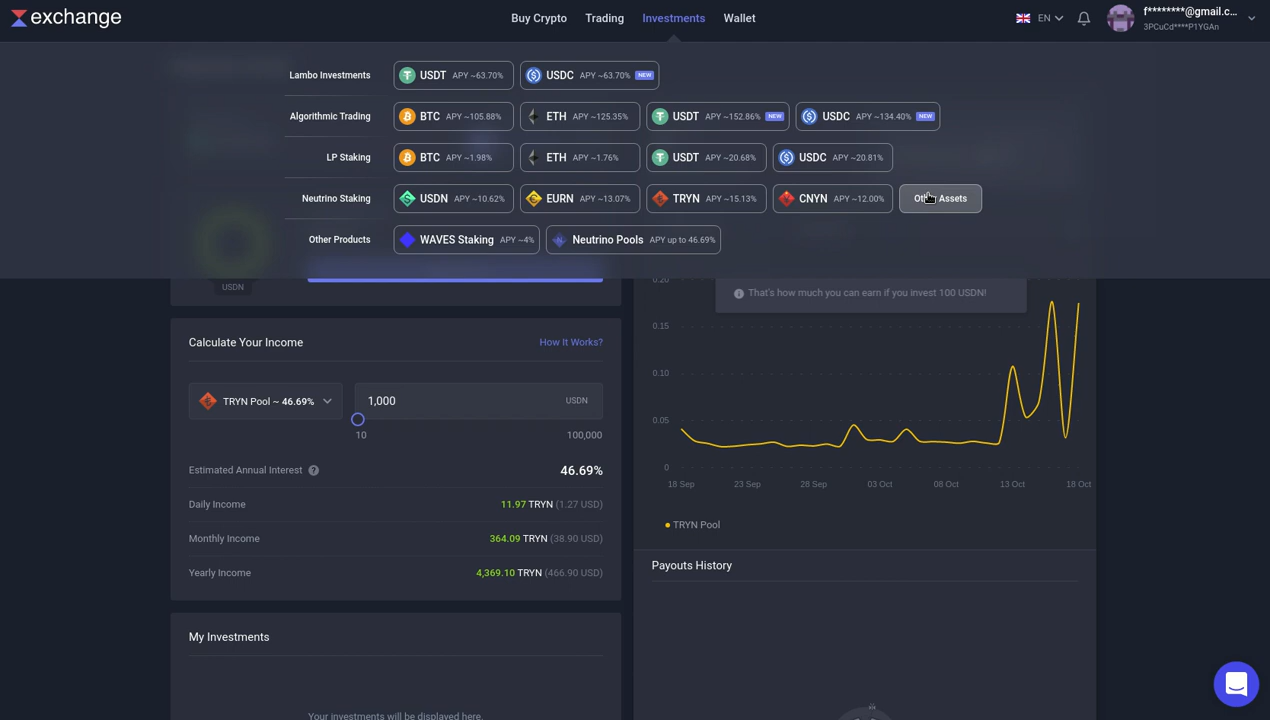 exchange
Buy Crypto Trading Investments Wallet
EN
f********@gmail.c...
3PCuCd****P1YGAn
Lambo Investments USDT APY ~63.70% USDC APY ~63.70% NEW
Algorithmic Trading BTC APY ~105.88% ETH APY ~125.35% USDT APY ~152.86% NEW USDC APY ~134.40% NEW
LP Staking BTC APY ~1.98% ETH APY ~1.76% USDT APY ~20.68% USDC APY ~20.81%
Neutrino Staking USDN APY ~10.62% EURN APY ~13.07% TRYN APY ~15.13% CNYN APY ~12.00% Other Assets
Other Products WAVES Staking APY ~4% Neutrino Pools APY up to 46.69%
USDN
Calculate Your Income How It Works?
TRYN Pool ~ 46.69% 1,000 USDN
10 100,000
Estimated Annual Interest ? 46.69%
Daily Income 11.97 TRYN (1.27 USD)
Monthly Income 364.09 TRYN (38.90 USD)
Yearly Income 4,369.10 TRYN (466.90 USD)
My Investments
Your investments will be displayed here.
0.20
That's how much you can earn if you invest 100 USDN!
0.15
0.10
0.05
0
18 Sep 23 Sep 28 Sep 03 Oct 08 Oct 13 Oct 18 Oct
TRYN Pool
Payouts History